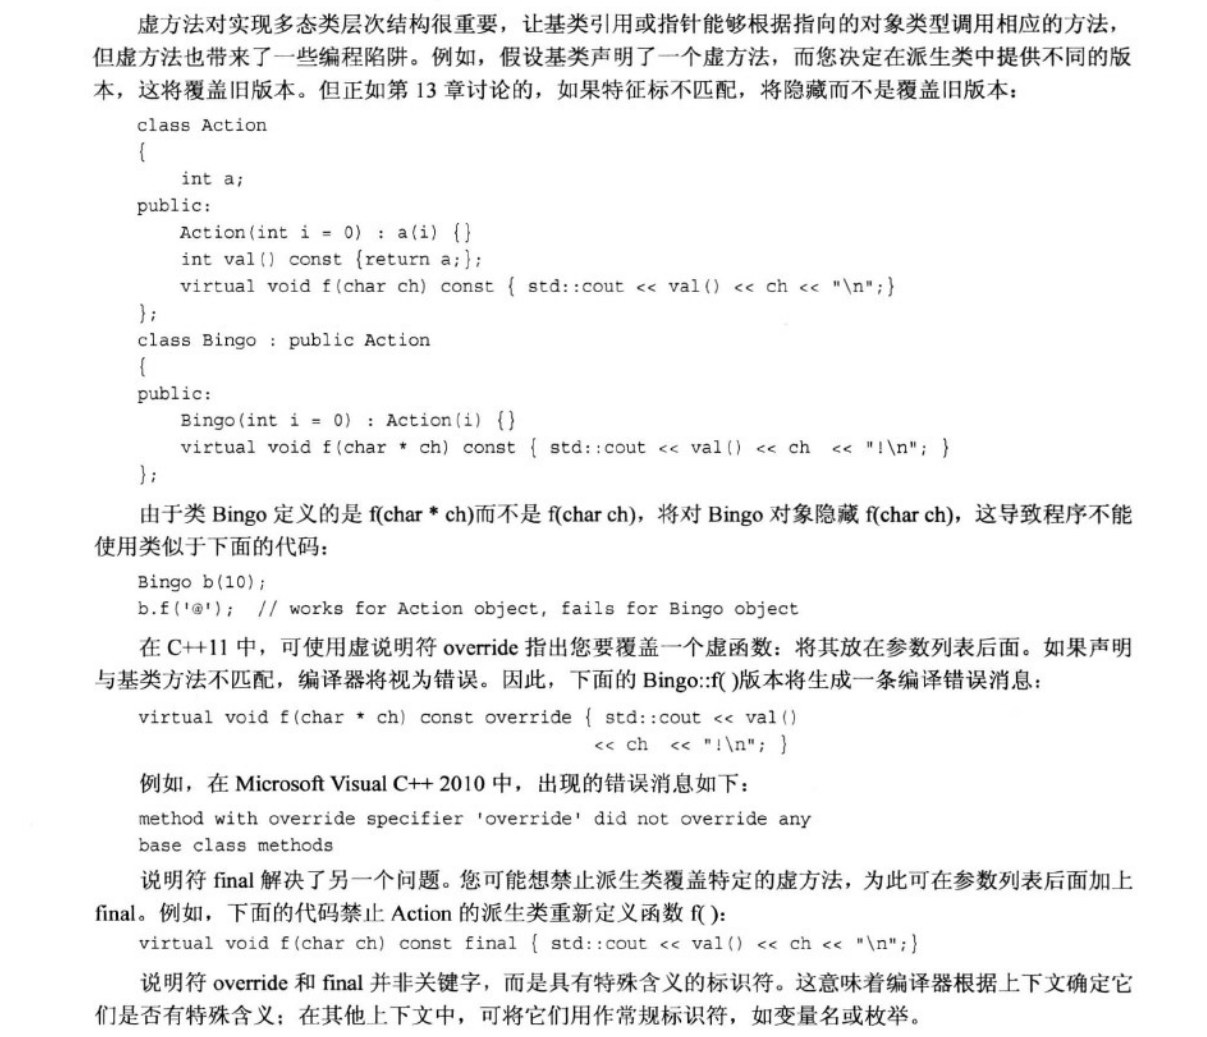 虚方法对实现多态类层次结构很重要，让基类引用或指针能够根据指向的对象类型调用相应的方法，
但虚方法也带来了一些编程陷阱。例如，假设基类声明了一个虚方法，而您决定在派生类中提供不同的版
本，这将覆盖旧版本。但正如第 13 章讨论的，如果特征标不匹配，将隐藏而不是覆盖旧版本：
class Action
{
    int a;
public:
    Action(int i = 0) : a(i) {}
    int val() const {return a;};
    virtual void f(char ch) const { std::cout << val() << ch << "\n";}
};
class Bingo : public Action
{
public:
    Bingo(int i = 0) : Action(i) {}
    virtual void f(char * ch) const { std::cout << val() << ch  << "!\n"; }
};
由于类 Bingo 定义的是 f(char * ch)而不是 f(char ch)，将对 Bingo 对象隐藏 f(char ch)，这导致程序不能
使用类似于下面的代码：
Bingo b(10);
b.f('@');  // works for Action object, fails for Bingo object
在 C++11 中，可使用虚说明符 override 指出您要覆盖一个虚函数：将其放在参数列表后面。如果声明
与基类方法不匹配，编译器将视为错误。因此，下面的 Bingo::f( )版本将生成一条编译错误消息：
virtual void f(char * ch) const override { std::cout << val()
                                          << ch  << "!\n"; }
例如，在 Microsoft Visual C++ 2010 中，出现的错误消息如下：
method with override specifier 'override' did not override any
base class methods
说明符 final 解决了另一个问题。您可能想禁止派生类覆盖特定的虚方法，为此可在参数列表后面加上
final。例如，下面的代码禁止 Action 的派生类重新定义函数 f( )：
virtual void f(char ch) const final { std::cout << val() << ch << "\n";}
说明符 override 和 final 并非关键字，而是具有特殊含义的标识符。这意味着编译器根据上下文确定它
们是否有特殊含义；在其他上下文中，可将它们用作常规标识符，如变量名或枚举。